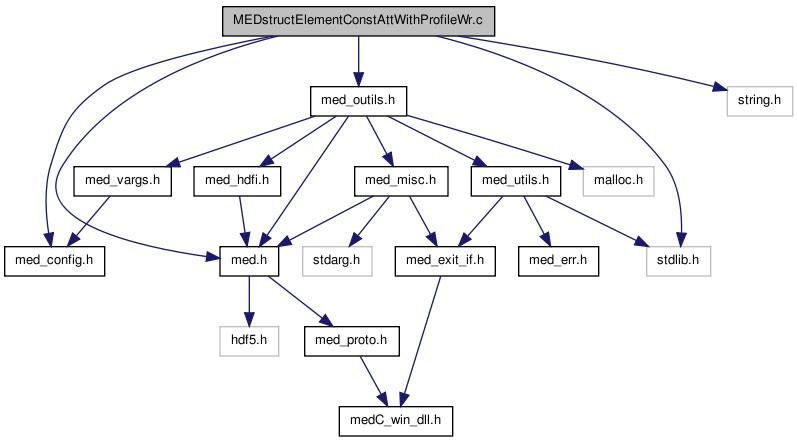 MEDstructElementConstAttWithProfileWr.c
med_outils.h
string.h
med_vargs.h
med_hdfi.h
med_misc.h
med_utils.h
malloc.h
med_config.h
med.h
stdarg.h
med_exit_if.h
med_err.h
stdlib.h
hdf5.h
med_proto.h
medC_win_dll.h